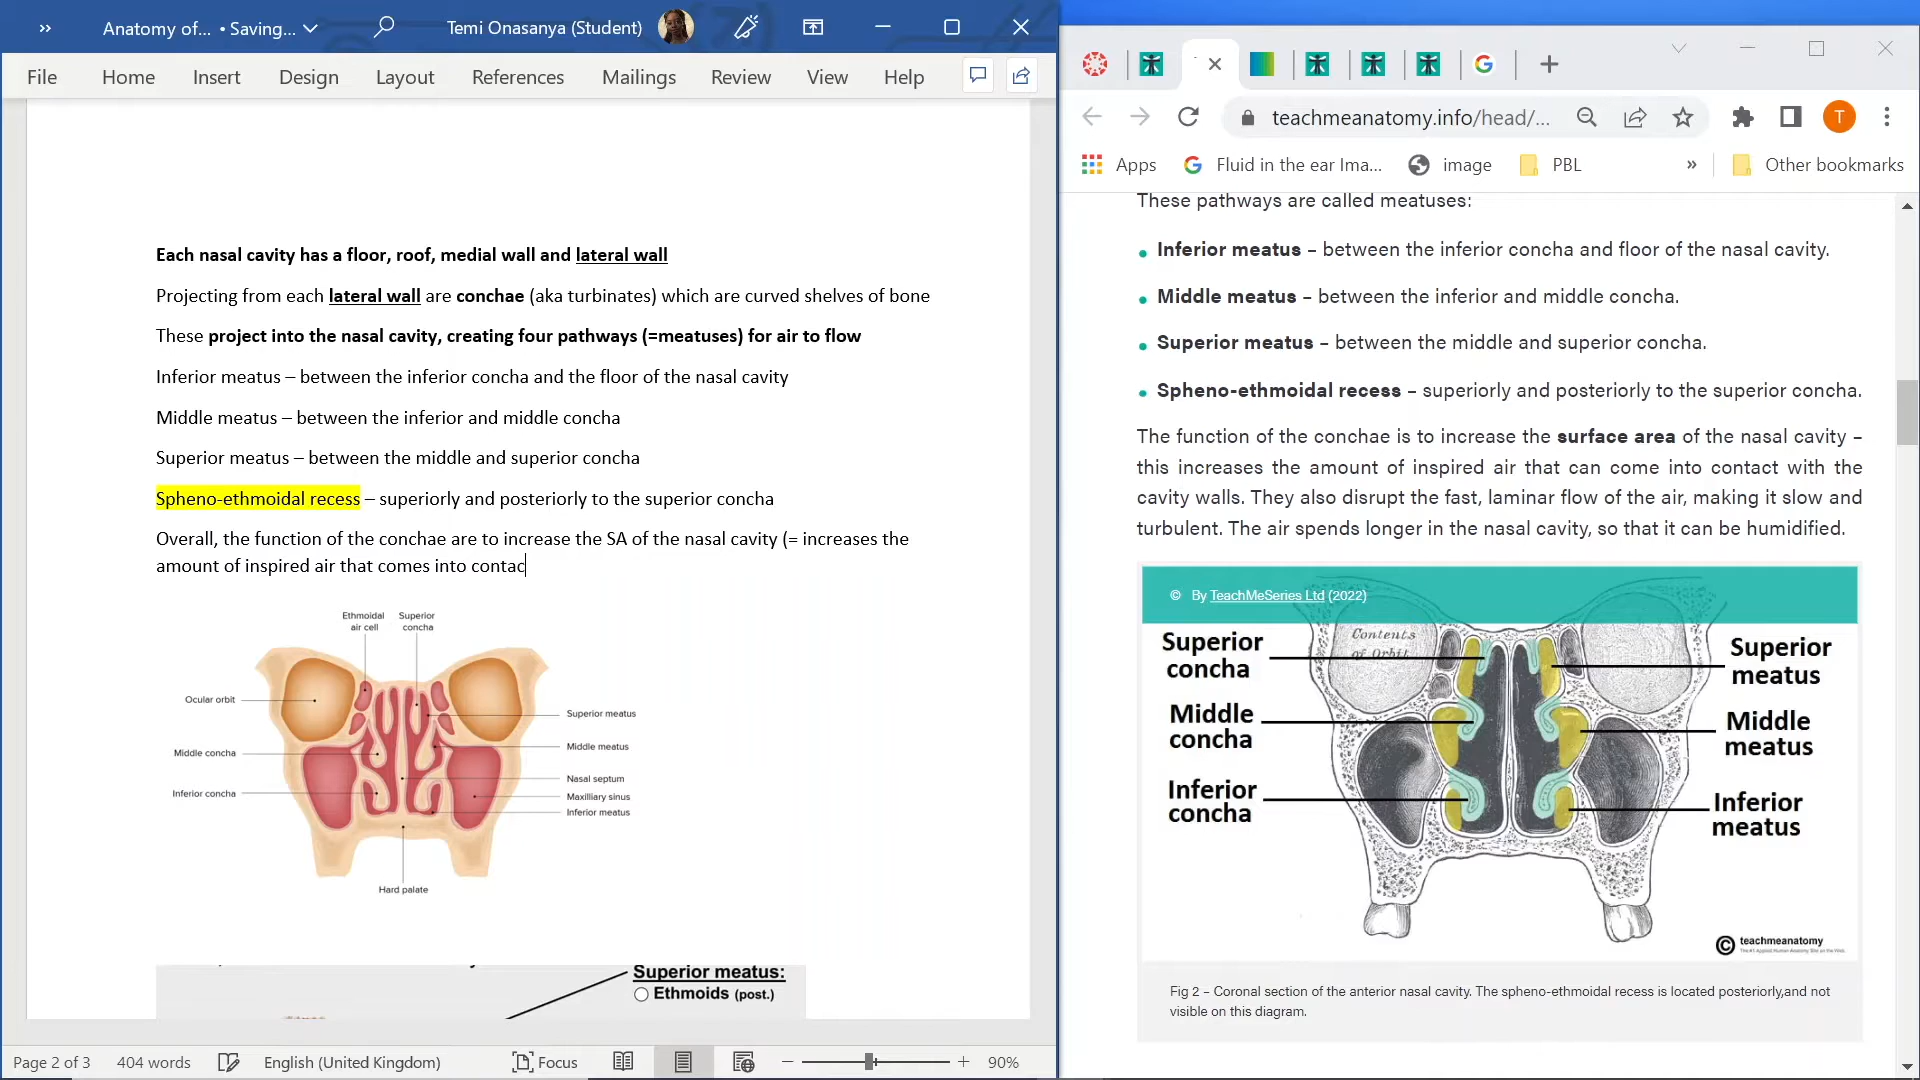 Anatomy of... • Saving...
Temi Onasanya (Student)
File Home Insert Design Layout References Mailings Review View Help
Each nasal cavity has a floor, roof, medial wall and lateral wall
Projecting from each lateral wall are conchae (aka turbinates) which are curved shelves of bone
These project into the nasal cavity, creating four pathways (=meatuses) for air to flow
Inferior meatus – between the inferior concha and the floor of the nasal cavity
Middle meatus – between the inferior and middle concha
Superior meatus – between the middle and superior concha
Spheno-ethmoidal recess – superiorly and posteriorly to the superior concha
Overall, the function of the conchae are to increase the SA of the nasal cavity (= increases the
amount of inspired air that comes into contac
Ethmoidal
air cell
Superior
concha
Ocular orbit
Middle concha
Inferior concha
Superior meatus
Middle meatus
Nasal septum
Maxilliary sinus
Inferior meatus
Hard palate
Superior meatus:
Ethmoids (post.)
Page 2 of 3 404 words English (United Kingdom) Focus 90%
teachmeanatomy.info/head/...
T
Apps Fluid in the ear Ima... image PBL » Other bookmarks
These pathways are called meatuses:
• Inferior meatus – between the inferior concha and floor of the nasal cavity.
• Middle meatus – between the inferior and middle concha.
• Superior meatus – between the middle and superior concha.
• Spheno-ethmoidal recess – superiorly and posteriorly to the superior concha.
The function of the conchae is to increase the surface area of the nasal cavity –
this increases the amount of inspired air that can come into contact with the
cavity walls. They also disrupt the fast, laminar flow of the air, making it slow and
turbulent. The air spends longer in the nasal cavity, so that it can be humidified.
© By TeachMeSeries Ltd (2022)
Contents
of Orbit
Superior
concha
Middle
concha
Inferior
concha
Superior
meatus
Middle
meatus
Inferior
meatus
© teachmeanatomy
The #1 Applied Human Anatomy Site on the Web.
Fig 2 – Coronal section of the anterior nasal cavity. The spheno-ethmoidal recess is located posteriorly,and not
visible on this diagram.